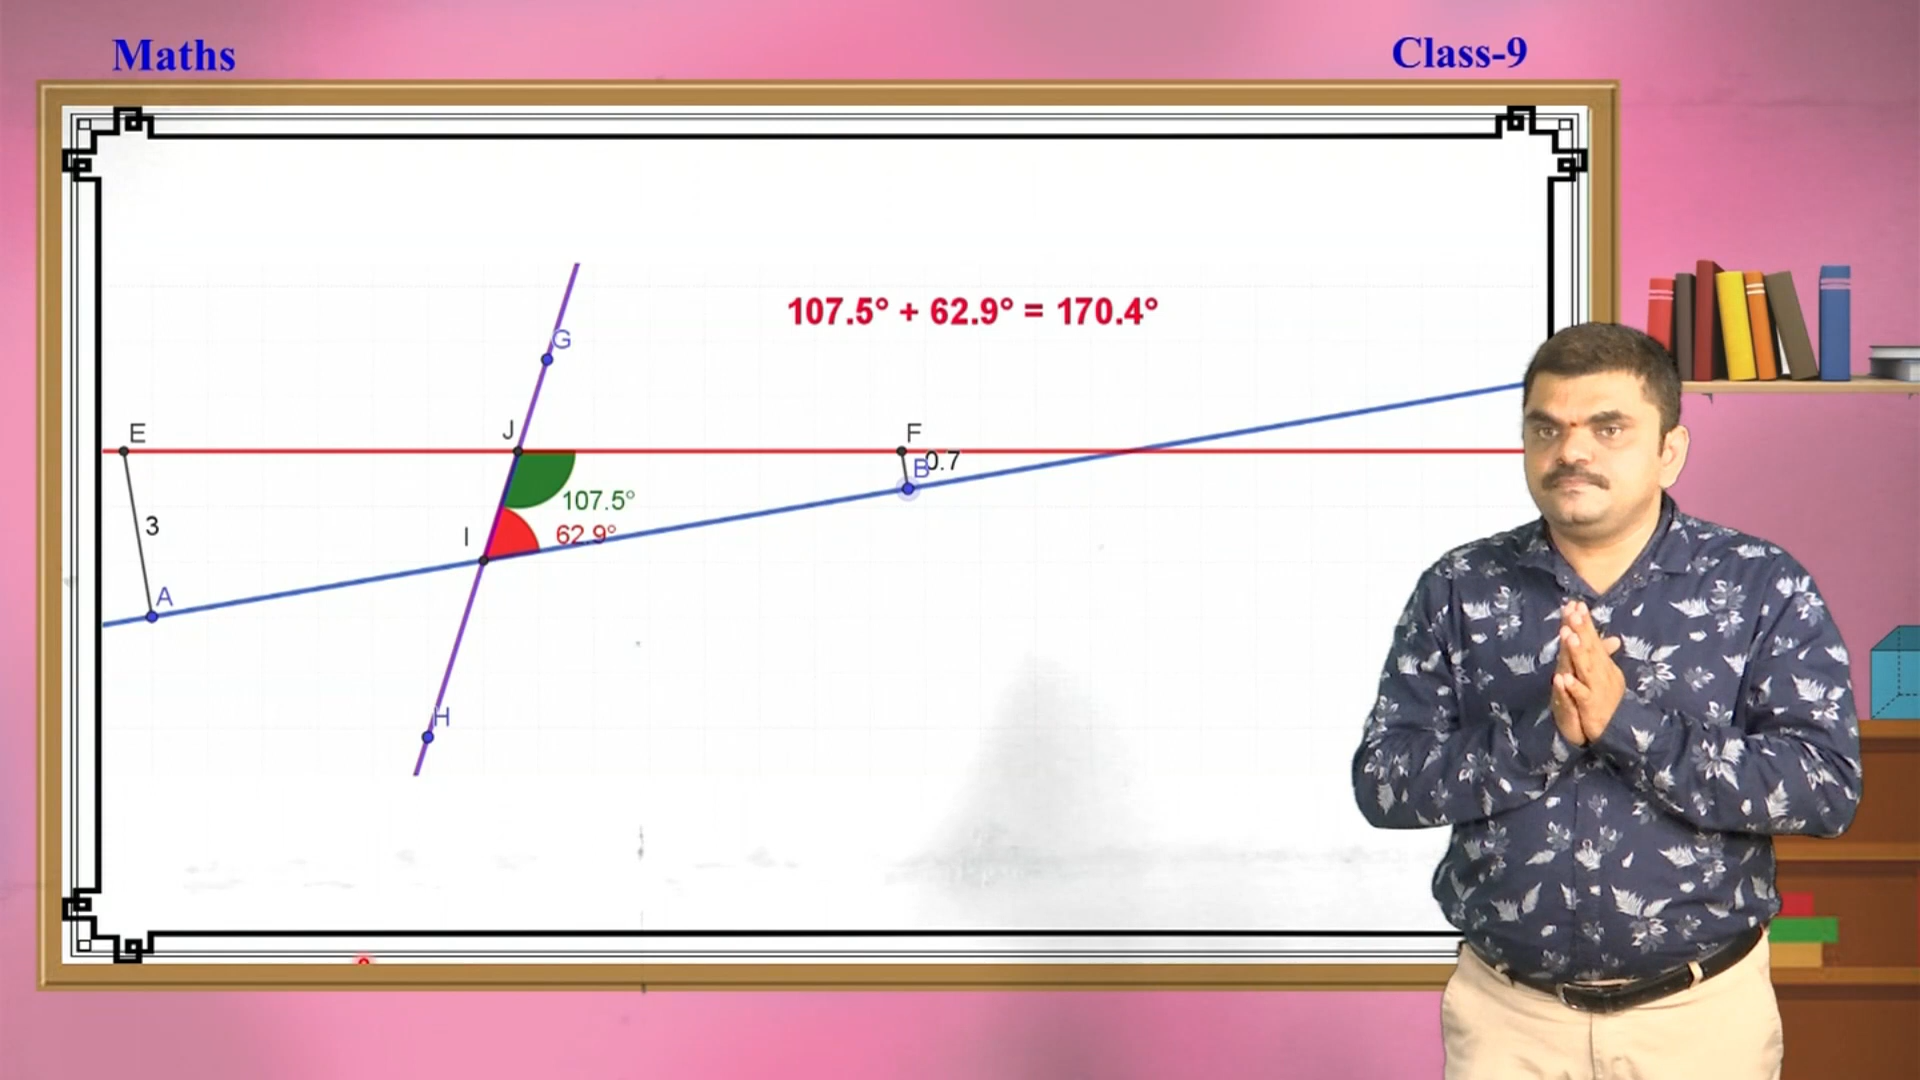 Maths
Class-9
107.5° + 62.9° = 170.4°
G
E
J
F
B
0.7
107.5°
3
I
62.9°
A
H